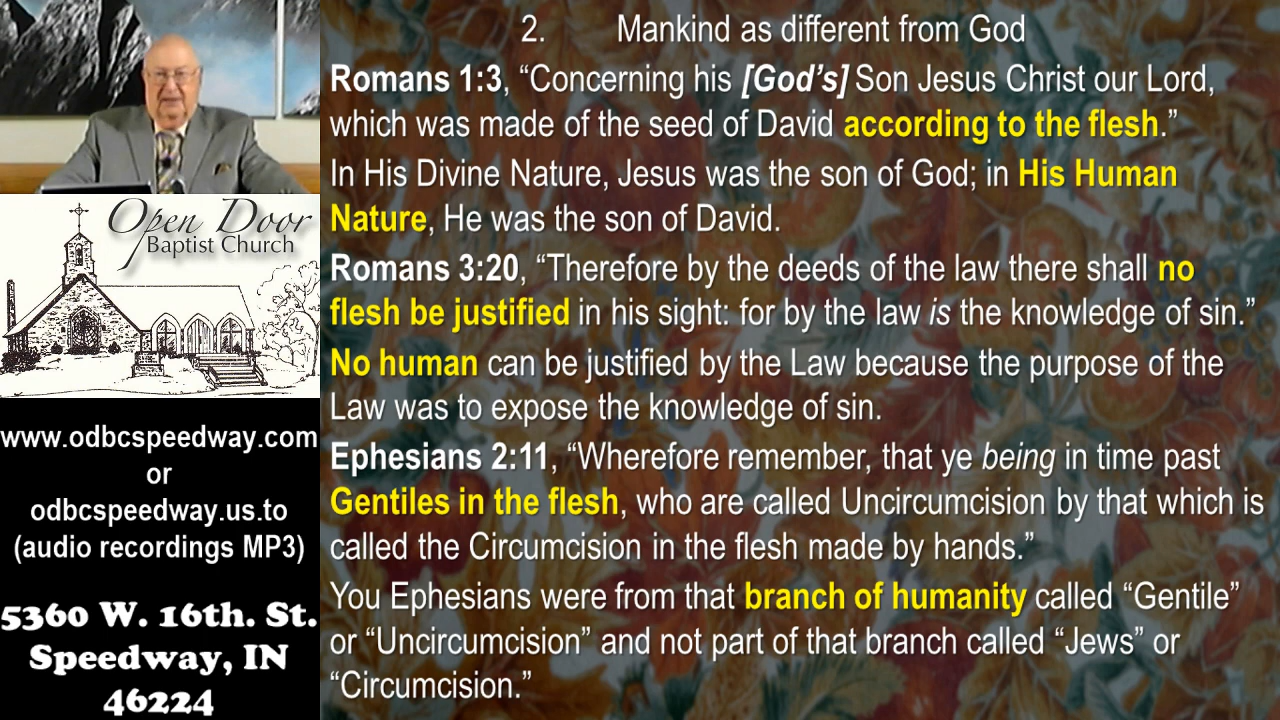 Open Door
Baptist Church
www.odbcspeedway.com
or
odbcspeedway.us.to
(audio recordings MP3)
5360 W. 16th. St.
Speedway, IN
46224
2. Mankind as different from God
Romans 1:3, “Concerning his [God’s] Son Jesus Christ our Lord,
which was made of the seed of David according to the flesh.”
In His Divine Nature, Jesus was the son of God; in His Human
Nature, He was the son of David.
Romans 3:20, “Therefore by the deeds of the law there shall no
flesh be justified in his sight: for by the law is the knowledge of sin.”
No human can be justified by the Law because the purpose of the
Law was to expose the knowledge of sin.
Ephesians 2:11, “Wherefore remember, that ye being in time past
Gentiles in the flesh, who are called Uncircumcision by that which is
called the Circumcision in the flesh made by hands.”
You Ephesians were from that branch of humanity called “Gentile”
or “Uncircumcision” and not part of that branch called “Jews” or
“Circumcision.”